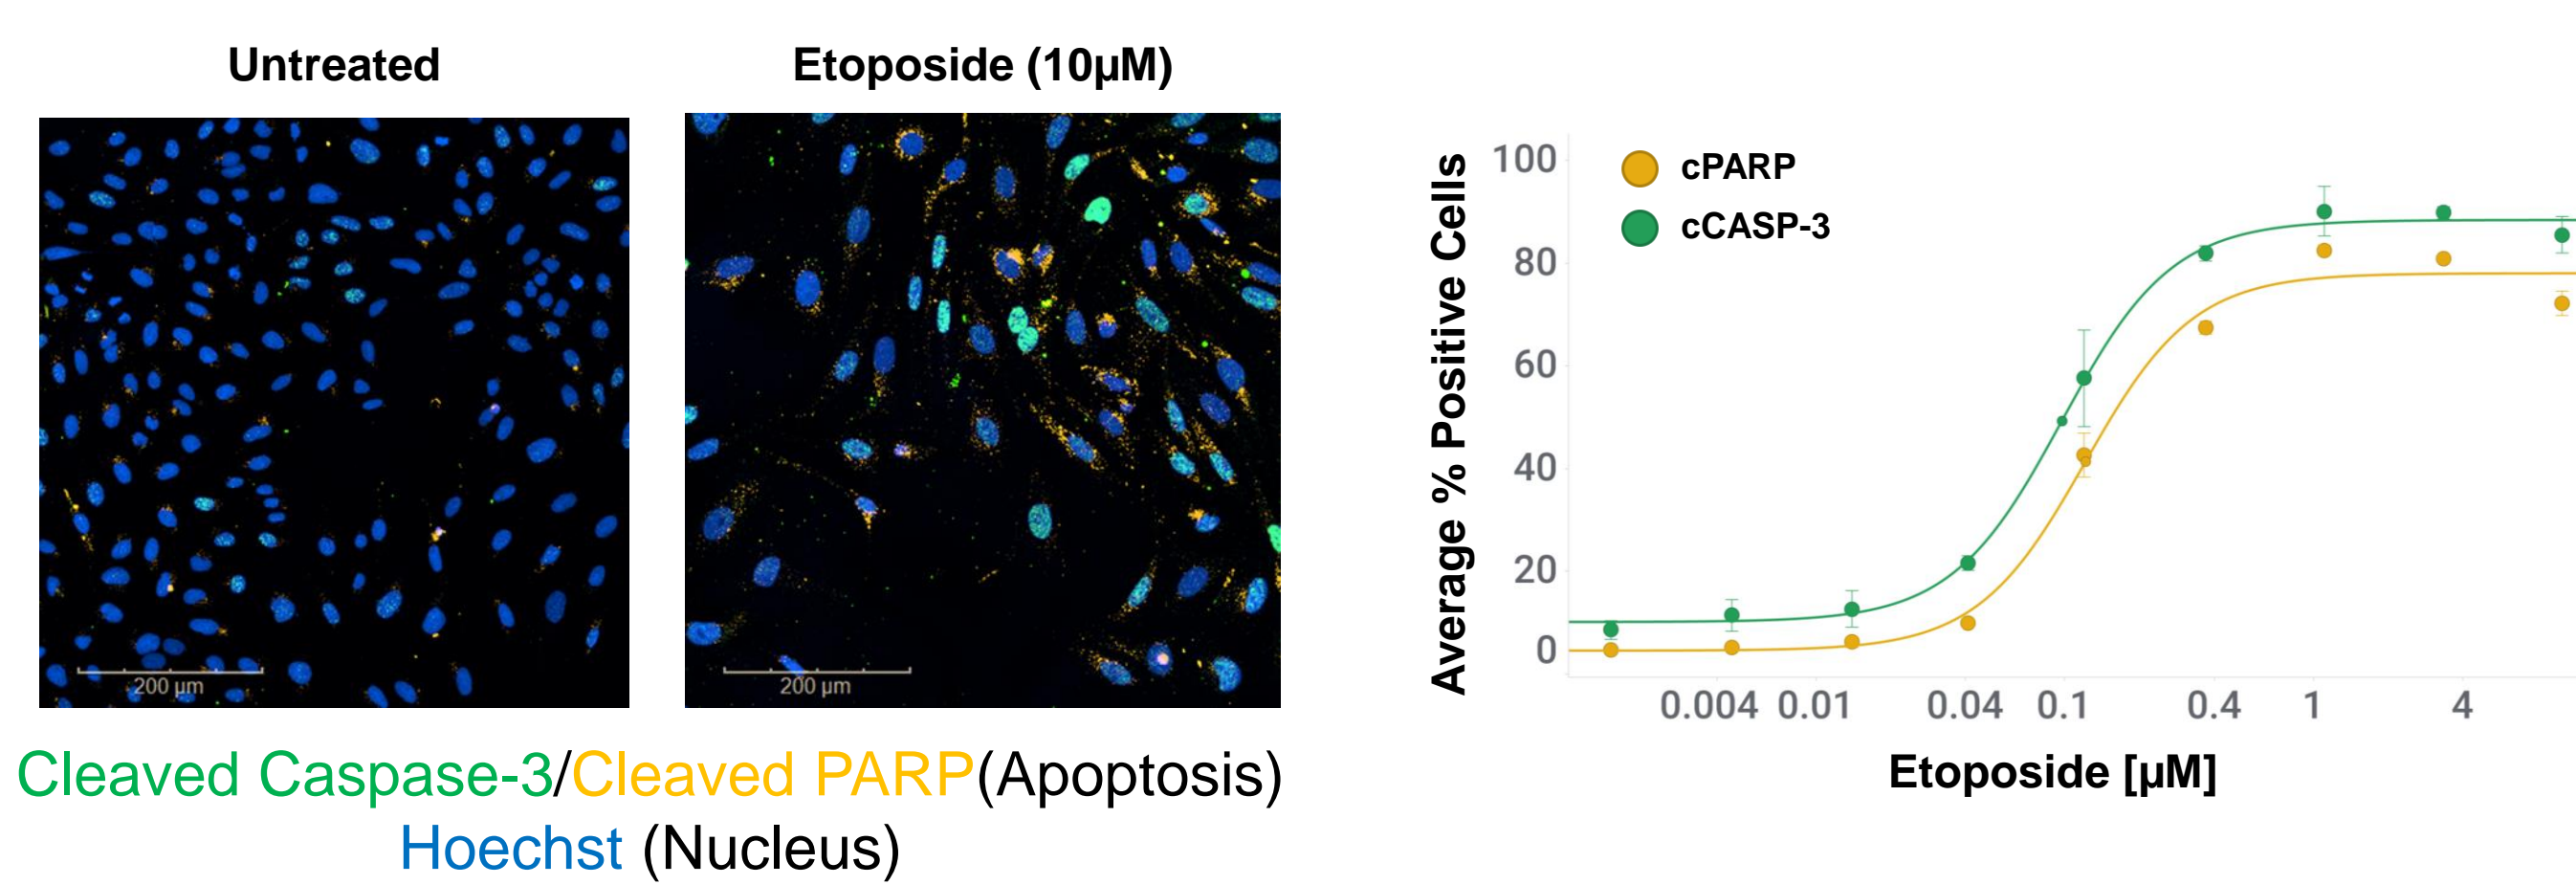 Untreated
Etoposide (10µM)
200 µm
200 µm
Cleaved Caspase-3/Cleaved PARP(Apoptosis)
Hoechst (Nucleus)
Average % Positive Cells
100
80
60
40
20
0
cPARP
cCASP-3
0.004 0.01 0.04 0.1 0.4 1 4
Etoposide [µM]